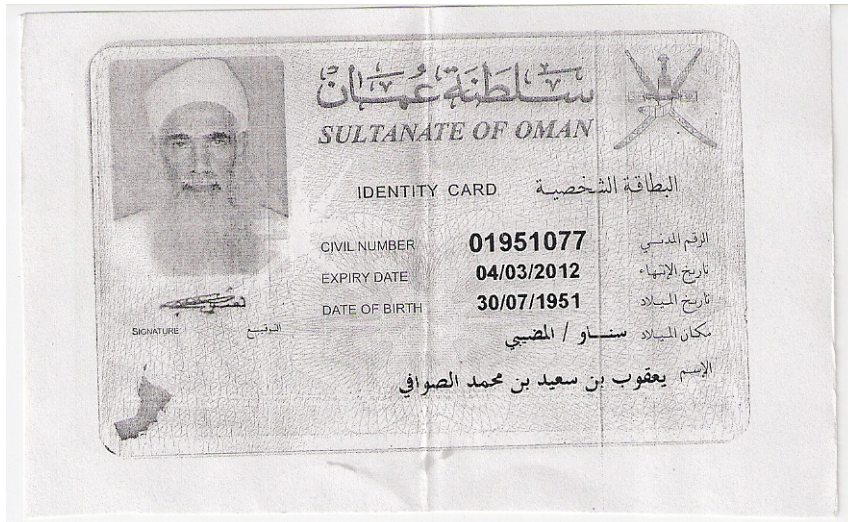 سلطنة عُمان
SULTANATE OF OMAN
IDENTITY CARD البطاقة الشخصية
CIVIL NUMBER 01951077 الرقم المدني
EXPIRY DATE 04/03/2012 تاريخ الإنتهاء
DATE OF BIRTH 30/07/1951 تاريخ الميلاد
مكان الميلاد سناو / المضيبي
الإسم يعقوب بن سعيد بن محمد الصوافي
SIGNATURE التوقيع